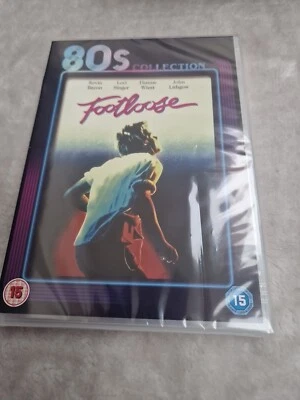 80s COLLECTION
Kevin Lori Dianne John
Bacon Singer Wiest Lithgow
Footloose
15 15